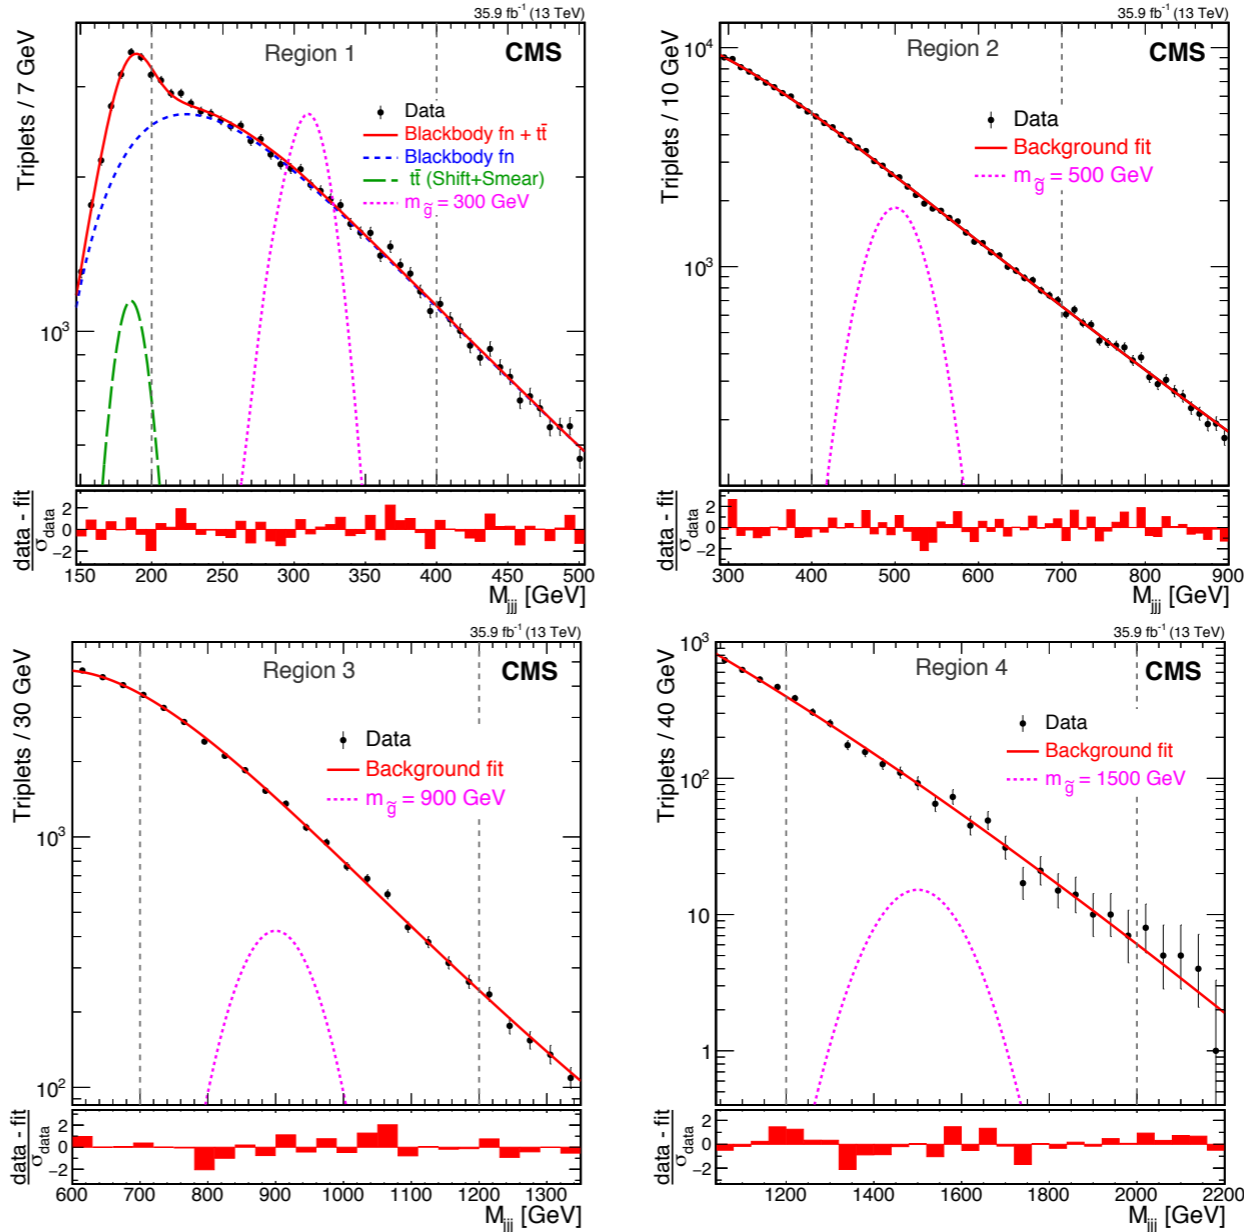 35.9 fb⁻¹ (13 TeV)
Region 1
CMS
Triplets / 7 GeV
Data
Blackbody fn + tt̄
Blackbody fn
tt̄ (Shift+Smear)
m_g̃ = 300 GeV
10³
data - fit
σ_data
2
0
−2
150 200 250 300 350 400 450 500
M_jjj [GeV]
35.9 fb⁻¹ (13 TeV)
Region 2
CMS
Triplets / 10 GeV
10⁴
Data
Background fit
m_g̃ = 500 GeV
10³
data - fit
σ_data
2
0
−2
300 400 500 600 700 800 900
M_jjj [GeV]
35.9 fb⁻¹ (13 TeV)
Region 3
CMS
Triplets / 30 GeV
Data
Background fit
m_g̃ = 900 GeV
10³
10²
data - fit
σ_data
2
0
−2
600 700 800 900 1000 1100 1200 1300
M_jjj [GeV]
35.9 fb⁻¹ (13 TeV)
10³
Region 4
CMS
Triplets / 40 GeV
Data
Background fit
m_g̃ = 1500 GeV
10²
10
1
data - fit
σ_data
2
0
−2
1200 1400 1600 1800 2000 2200
M_jjj [GeV]